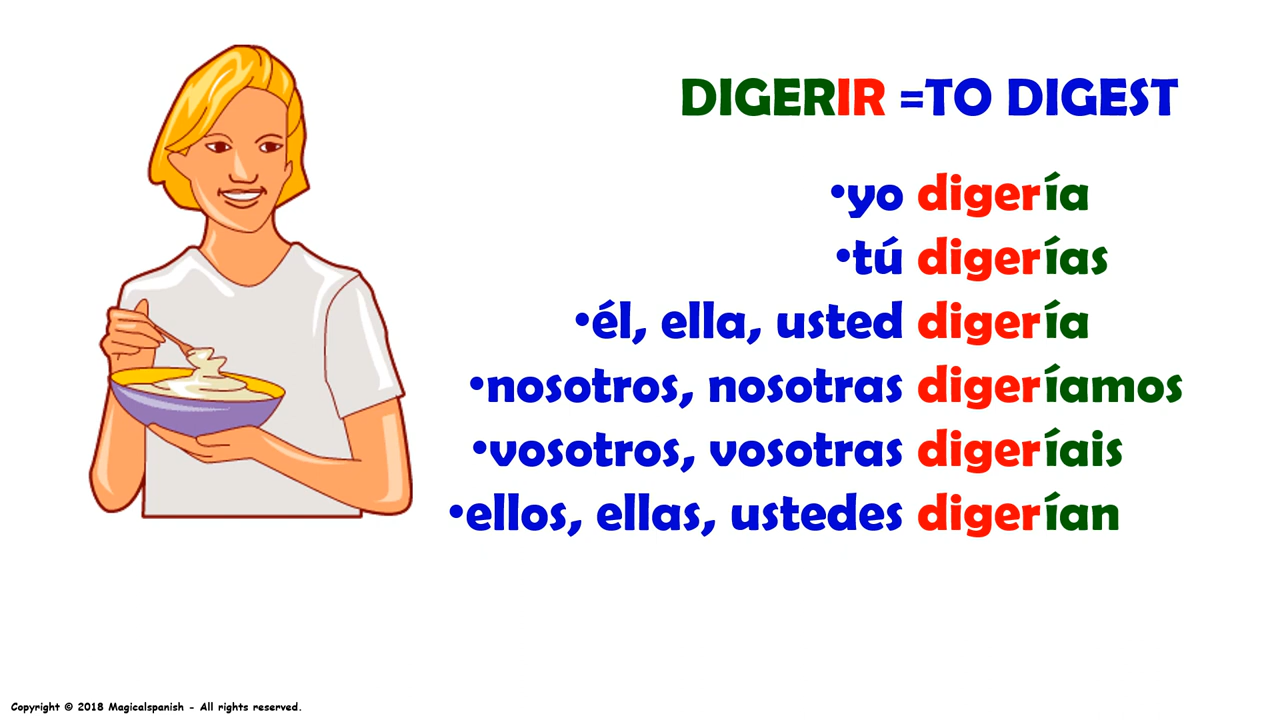 DIGERIR =TO DIGEST
•yo digería
•tú digerías
•él, ella, usted digería
•nosotros, nosotras digeríamos
•vosotros, vosotras digeríais
•ellos, ellas, ustedes digerían
Copyright © 2018 Magicalspanish - All rights reserved.